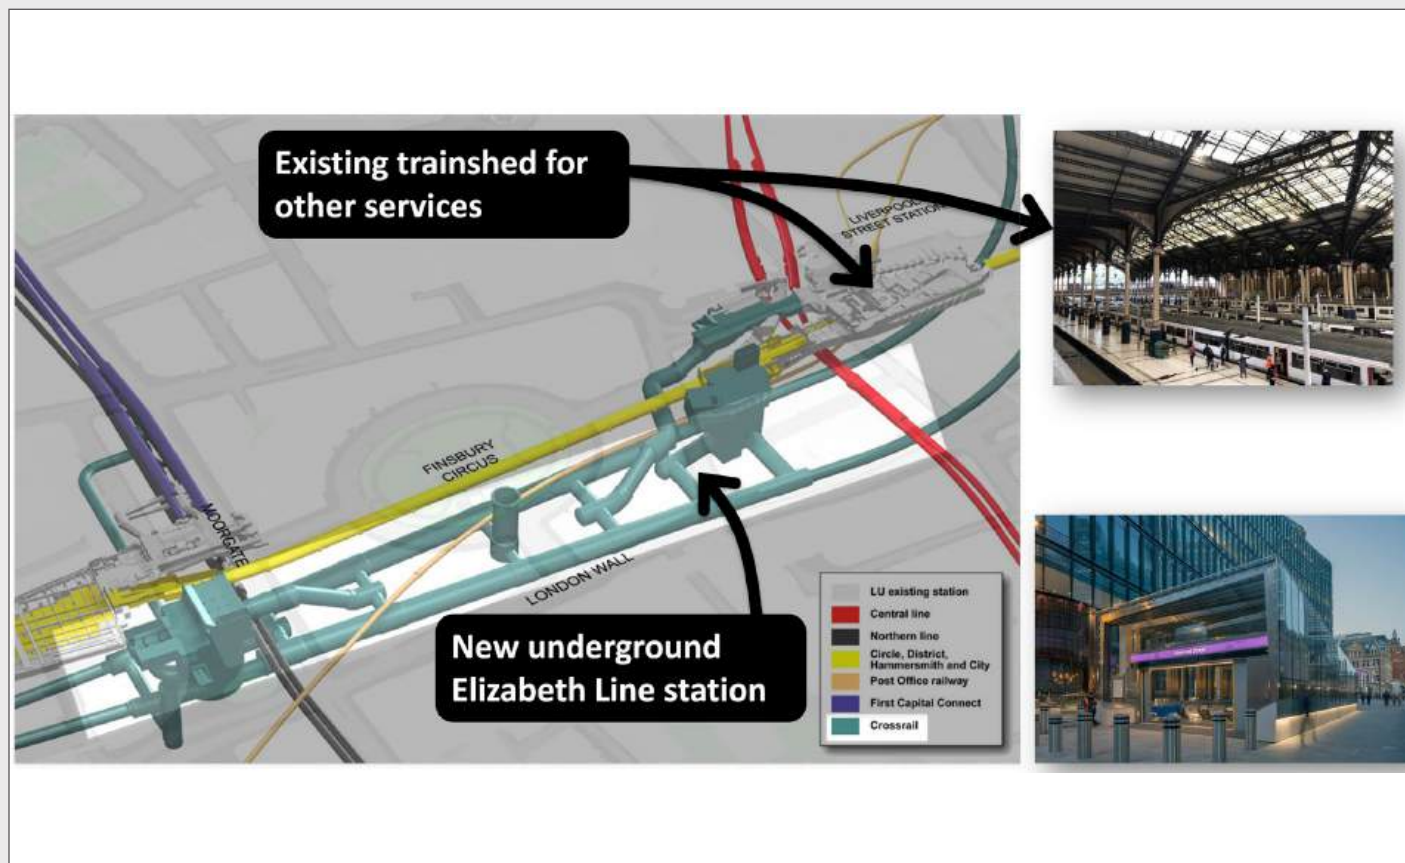 Existing trainshed for
other services
LIVERPOOL
STREET STATION
FINSBURY
CIRCUS
MOORGATE
LONDON WALL
New underground
Elizabeth Line station
LU existing station
Central line
Northern line
Circle, District,
Hammersmith and City
Post Office railway
First Capital Connect
Crossrail